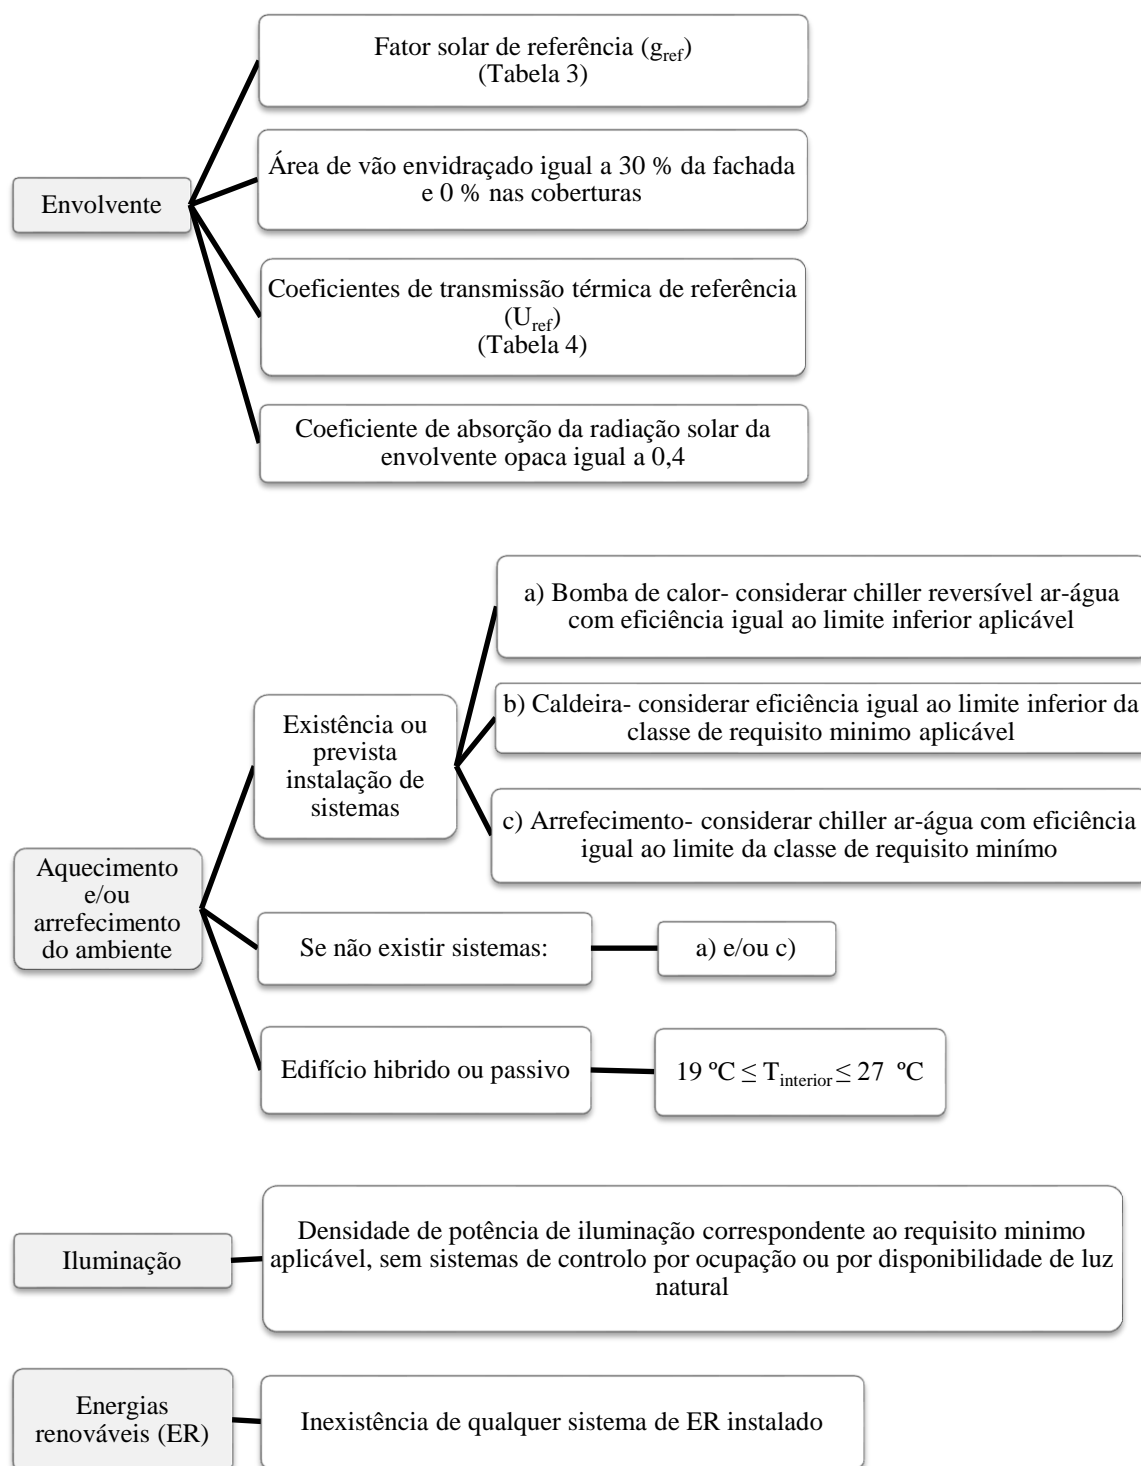 Fator solar de referência (gref)
(Tabela 3)
Área de vão envidraçado igual a 30 % da fachada
e 0 % nas coberturas
Envolvente
Coeficientes de transmissão térmica de referência
(Uref)
(Tabela 4)
Coeficiente de absorção da radiação solar da
envolvente opaca igual a 0,4
a) Bomba de calor- considerar chiller reversível ar-água
com eficiência igual ao limite inferior aplicável
b) Caldeira- considerar eficiência igual ao limite inferior da
classe de requisito minimo aplicável
Existência ou
prevista
instalação de
sistemas
c) Arrefecimento- considerar chiller ar-água com eficiência
igual ao limite da classe de requisito minímo
Aquecimento
e/ou
arrefecimento
do ambiente
Se não existir sistemas:
a) e/ou c)
Edifício hibrido ou passivo
19 ºC ≤ Tinterior ≤ 27 ºC
Iluminação
Densidade de potência de iluminação correspondente ao requisito minimo
aplicável, sem sistemas de controlo por ocupação ou por disponibilidade de luz
natural
Energias
renováveis (ER)
Inexistência de qualquer sistema de ER instalado